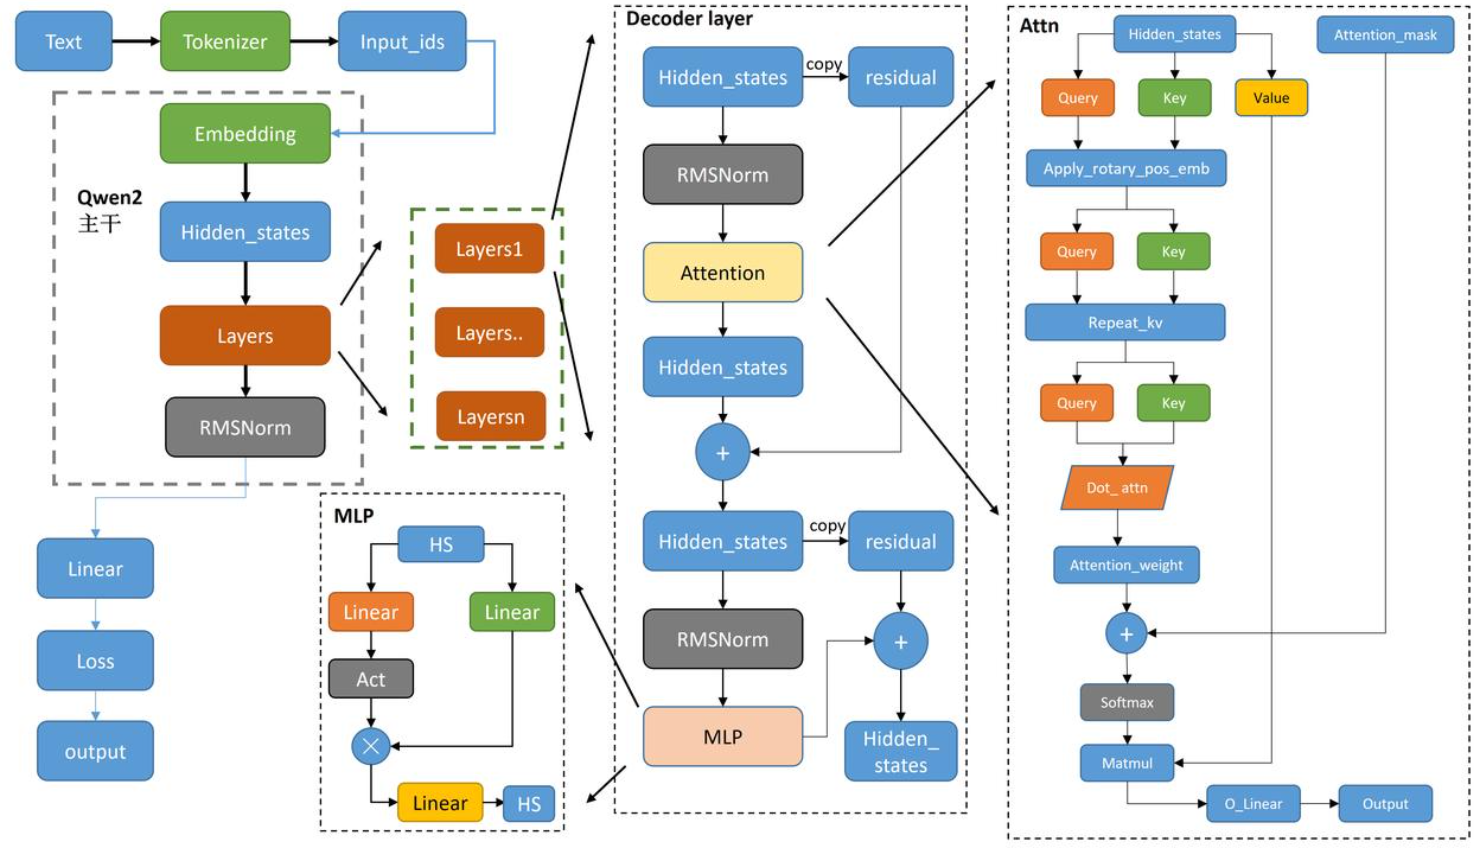 Text
Tokenizer
Input_ids
Qwen2
主干
Embedding
Hidden_states
Layers
RMSNorm
Linear
Loss
output
Layers1
Layers..
Layersn
MLP
HS
Linear
Linear
Act
×
Linear
HS
Decoder layer
Hidden_states
copy
residual
RMSNorm
Attention
Hidden_states
+
Hidden_states
copy
residual
RMSNorm
+
MLP
Hidden_
states
Attn
Hidden_states
Attention_mask
Query
Key
Value
Apply_rotary_pos_emb
Query
Key
Repeat_kv
Query
Key
Dot_ attn
Attention_weight
+
Softmax
Matmul
O_Linear
Output